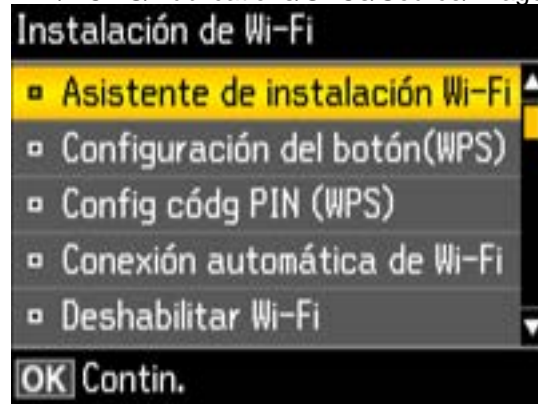 Instalación de Wi-Fi
Asistente de instalación Wi-Fi
Configuración del botón(WPS)
Config códg PIN (WPS)
Conexión automática de Wi-Fi
Deshabilitar Wi-Fi
OK Contin.